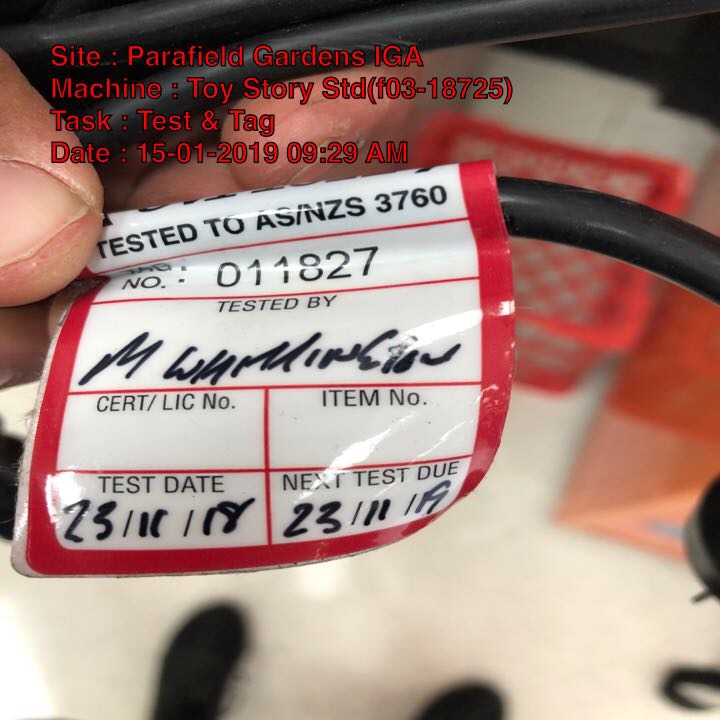 Site : Parafield Gardens IGA
Machine : Toy Story Std(f03-18725)
Task : Test & Tag
Date : 15-01-2019 09:29 AM
TESTED TO AS/NZS 3760
TAG
NO. : 011827
TESTED BY
M
CERT/ LIC No.
ITEM No.
TEST DATE
NEXT TEST DUE
23/11/18
23/11/19